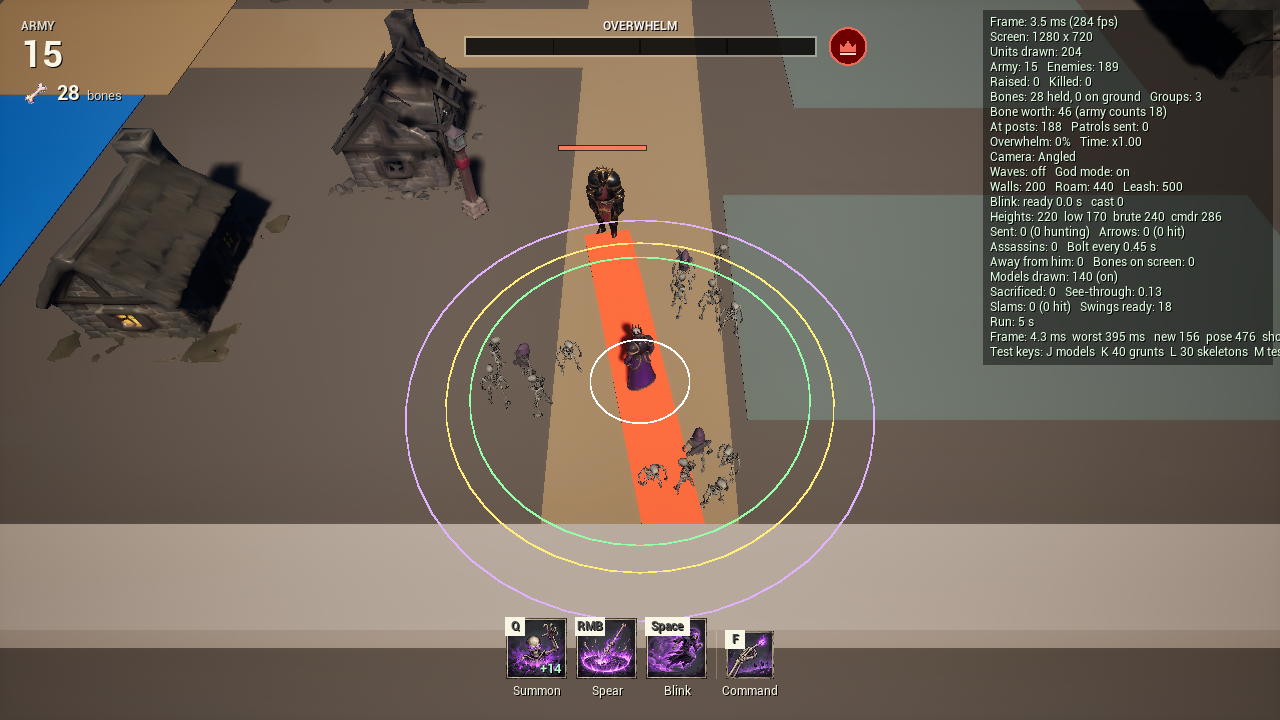 ARMY
15
28 bones
OVERWHELM
Frame: 3.5 ms (284 fps)
Screen: 1280 x 720
Units drawn: 204
Army: 15 Enemies: 189
Raised: 0 Killed: 0
Bones: 28 held, 0 on ground Groups: 3
Bone worth: 46 (army counts 18)
At posts: 188 Patrols sent: 0
Overwhelm: 0% Time: x1.00
Camera: Angled
Waves: off God mode: on
Walls: 200 Roam: 440 Leash: 500
Blink: ready 0.0 s cast 0
Heights: 220 low 170 brute 240 cmdr 286
Sent: 0 (0 hunting) Arrows: 0 (0 hit)
Assassins: 0 Bolt every 0.45 s
Away from him: 0 Bones on screen: 0
Models drawn: 140 (on)
Sacrificed: 0 See-through: 0.13
Slams: 0 (0 hit) Swings ready: 18
Run: 5 s
Frame: 4.3 ms worst 395 ms new 156 pose 476
Test keys: J models K 40 grunts L 30 skeletons M
Q RMB Space F
+14
Summon Spear Blink Command